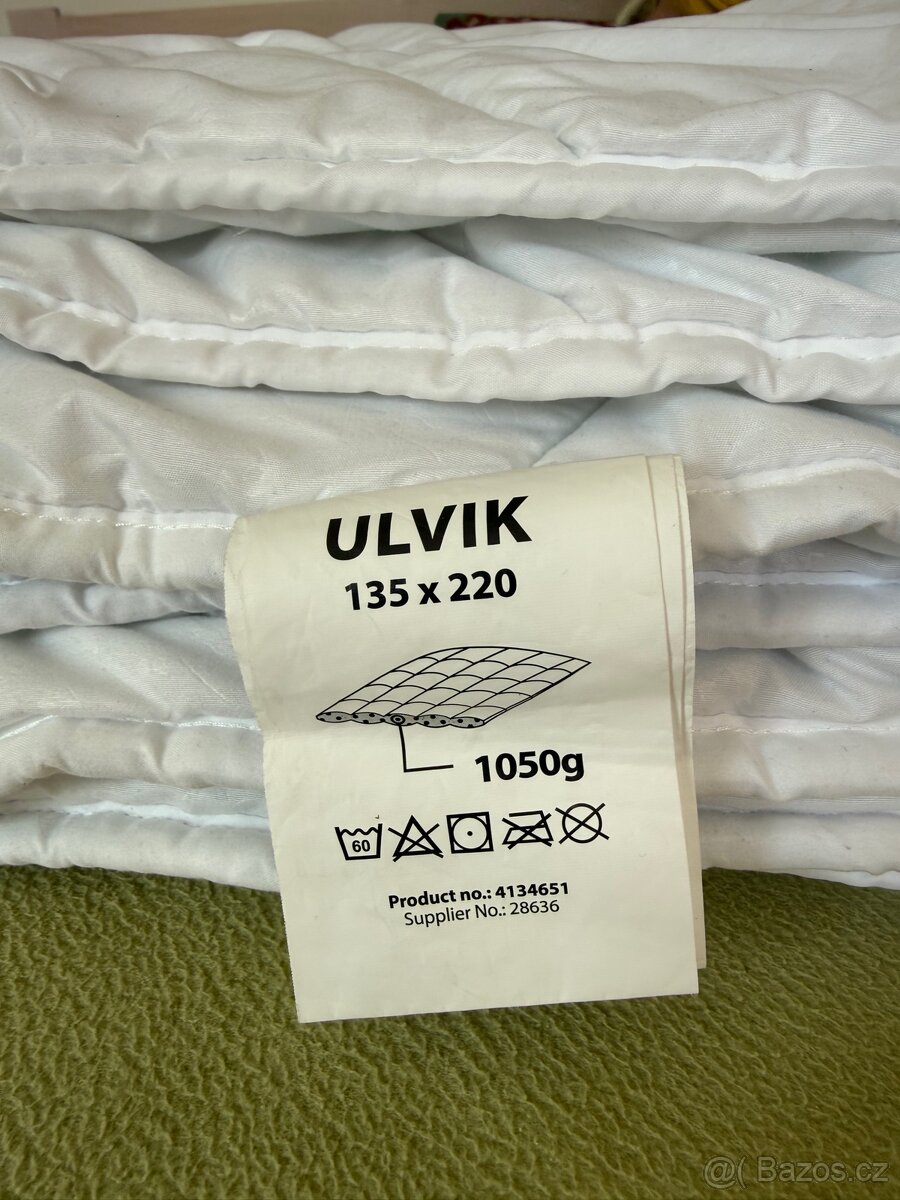 ULVIK
135 x 220
1050g
60
Product no.: 4134651
Supplier No.: 28636
@( Bazos.cz